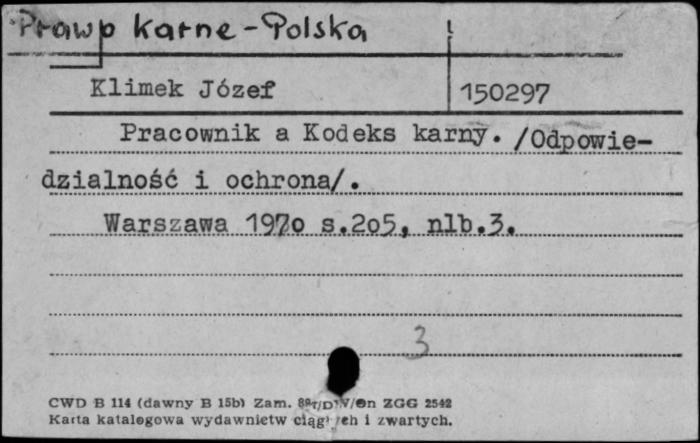 Prawo karne-Polska
Klimek Józef 150297
Pracownik a Kodeks karny. /Odpowie-
dzialność i ochrona/.
Warszawa 197o s.2o5, nlb.3.
3
CWD B 114 (dawny B 15b) Zam. ZGG 2542
Karta katalogowa wydawnictw i zwartych.